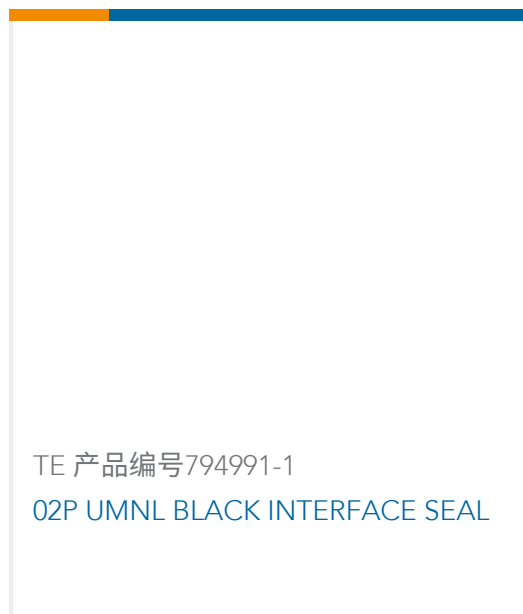 TE 产品编号794991-1
02P UMNL BLACK INTERFACE SEAL